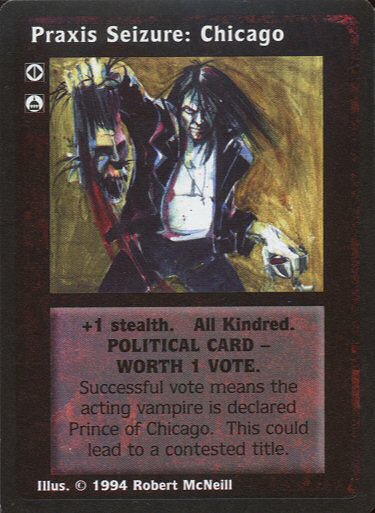 Praxis Seizure: Chicago
+1 stealth. All Kindred.
POLITICAL CARD –
WORTH 1 VOTE.
Successful vote means the
acting vampire is declared
Prince of Chicago. This could
lead to a contested title.
Illus. © 1994 Robert McNeill